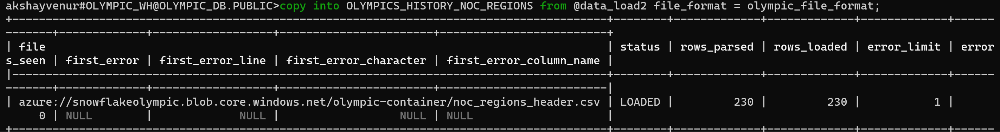 akshayvenur#OLYMPIC_WH@OLYMPIC_DB.PUBLIC>copy into OLYMPICS_HISTORY_NOC_REGIONS from @data_load2 file_format = olympic_file_format;
+-----------------------------------------------------------------------------------------+--------+-------------+-------------+-------------+------
-------+-------------+------------------+-----------------------+-------------------------+
| file                                                                                    | status | rows_parsed | rows_loaded | error_limit | error
s_seen | first_error | first_error_line | first_error_character | first_error_column_name |
|-----------------------------------------------------------------------------------------+--------+-------------+-------------+-------------+------
-------+-------------+------------------+-----------------------+-------------------------|
| azure://snowflakeolympic.blob.core.windows.net/olympic-container/noc_regions_header.csv | LOADED |         230 |         230 |           1 |
     0 | NULL        |             NULL |                  NULL | NULL                    |
+-----------------------------------------------------------------------------------------+--------+-------------+-------------+-------------+------